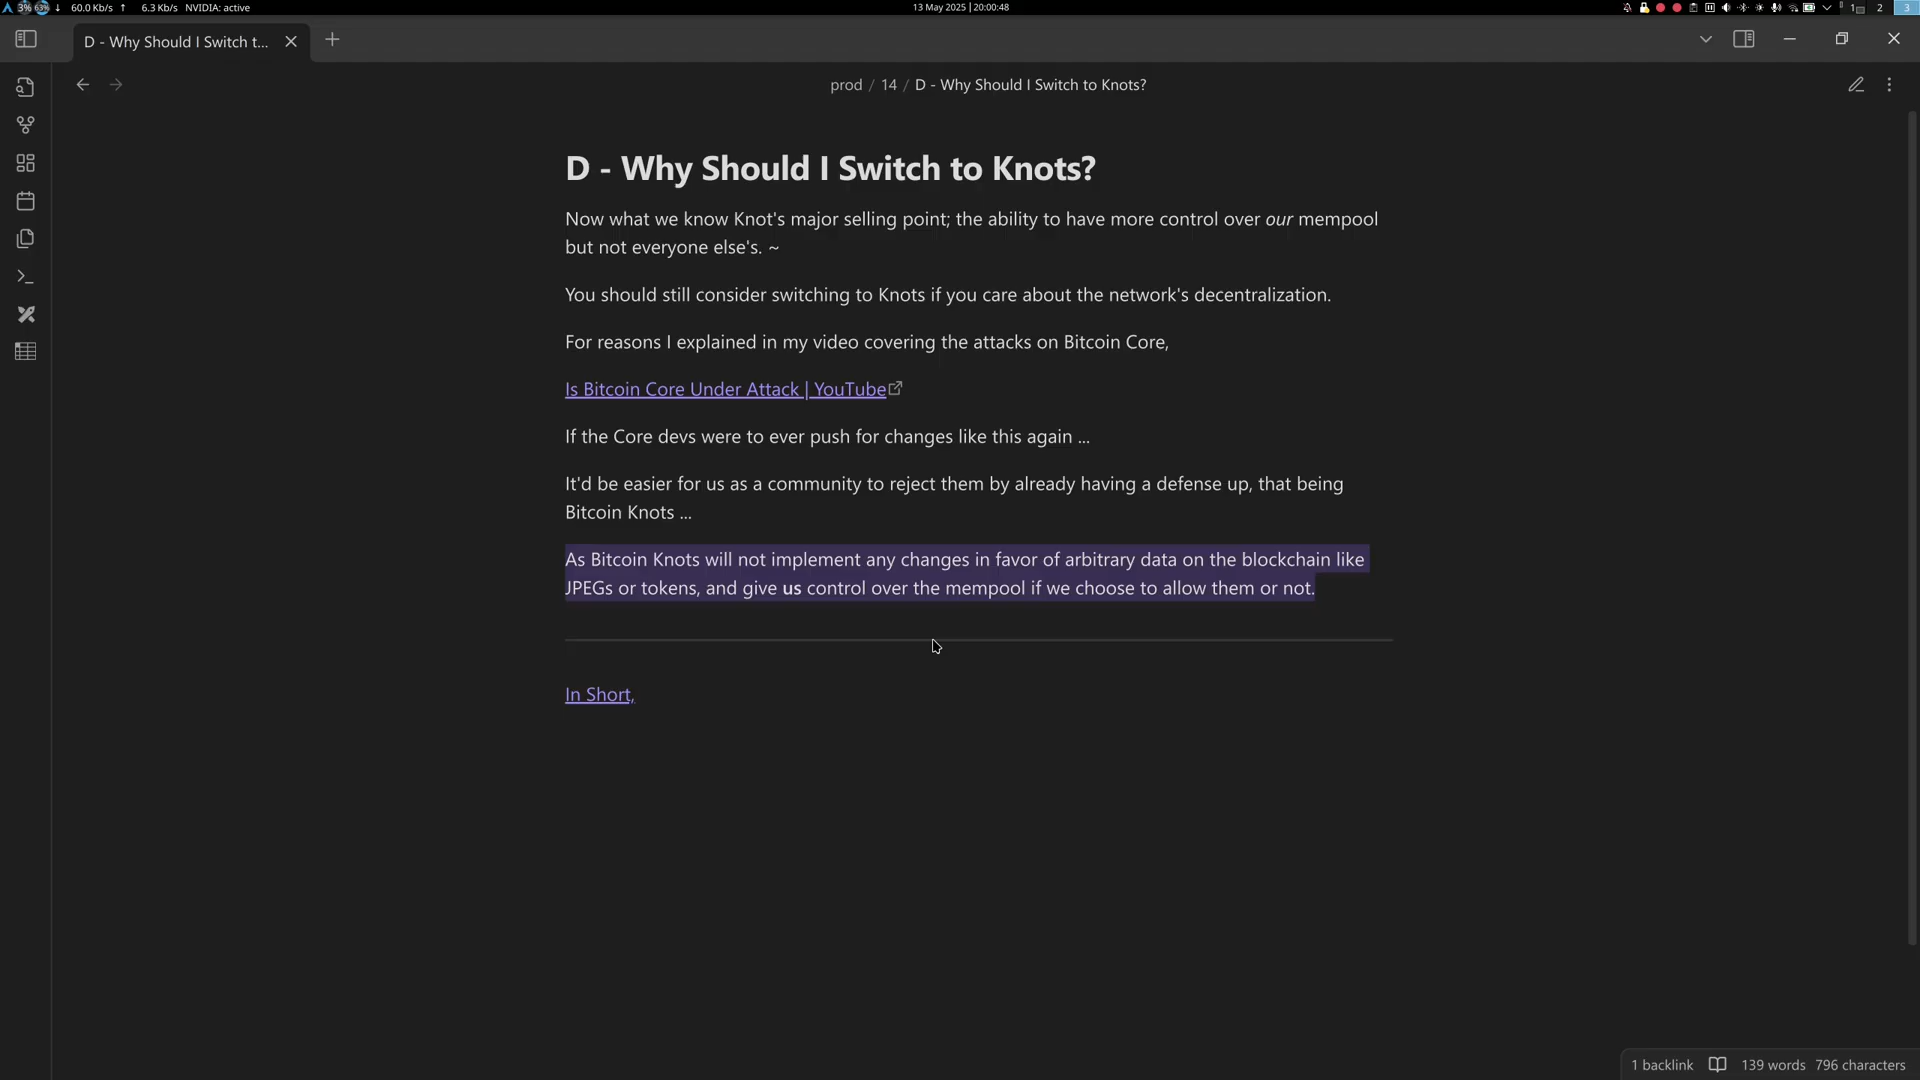 3% 63% ↓ 60.0 Kb/s ↑ 6.3 Kb/s NVIDIA: active 13 May 2025 | 20:00:48 1 2 3
D - Why Should I Switch t...
prod / 14 / D - Why Should I Switch to Knots?
D - Why Should I Switch to Knots?
Now what we know Knot's major selling point; the ability to have more control over our mempool
but not everyone else's. ~
You should still consider switching to Knots if you care about the network's decentralization.
For reasons I explained in my video covering the attacks on Bitcoin Core,
Is Bitcoin Core Under Attack | YouTube
If the Core devs were to ever push for changes like this again ...
It'd be easier for us as a community to reject them by already having a defense up, that being
Bitcoin Knots ...
As Bitcoin Knots will not implement any changes in favor of arbitrary data on the blockchain like
JPEGs or tokens, and give us control over the mempool if we choose to allow them or not.
In Short,
1 backlink 139 words 796 characters